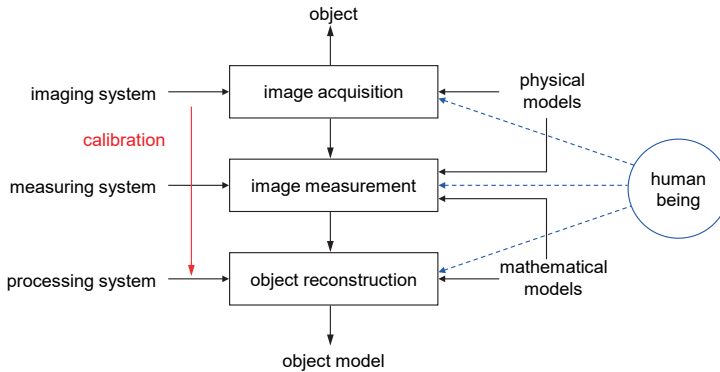 object
imaging system
image acquisition
physical
models
calibration
measuring system
image measurement
human
being
processing system
object reconstruction
mathematical
models
object model